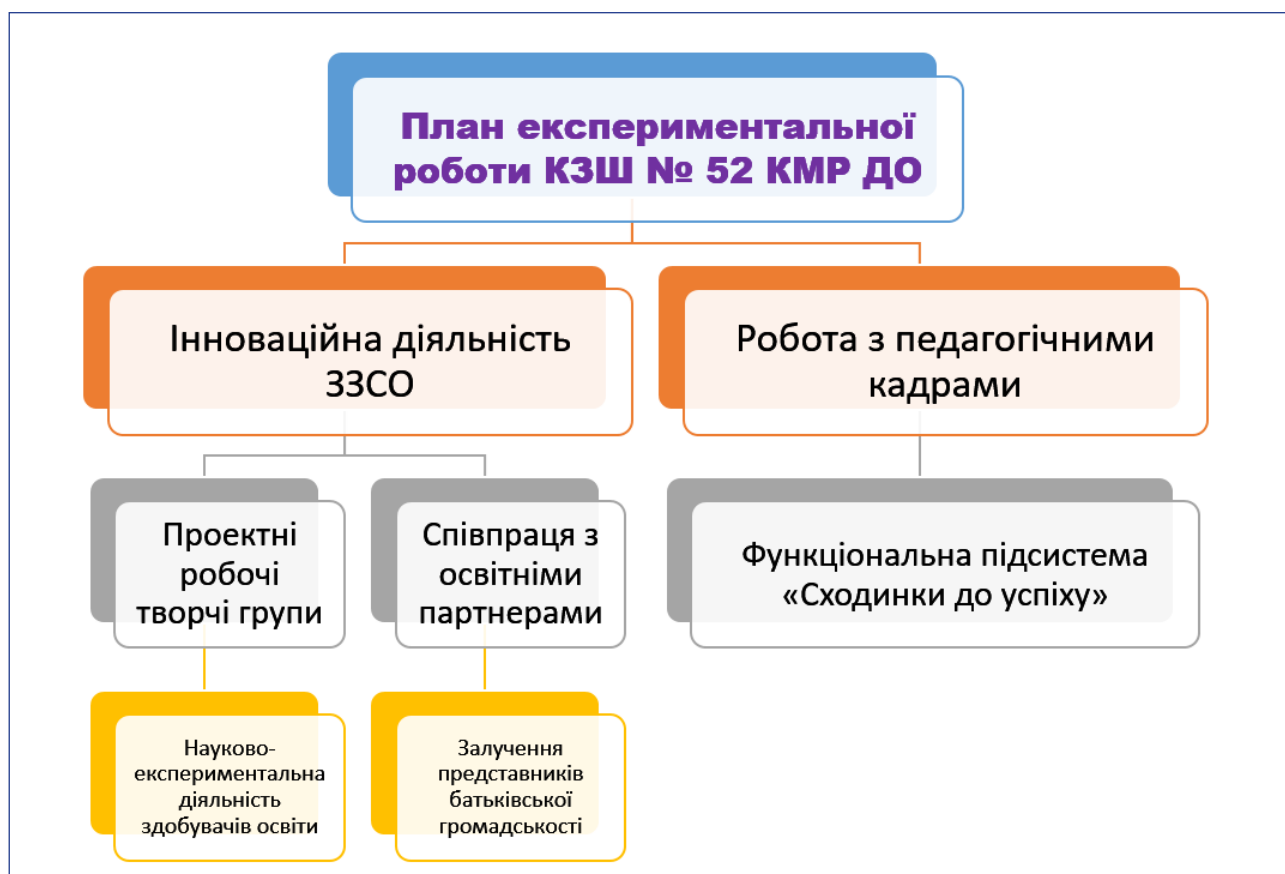 План експериментальної
роботи КЗШ № 52 КМР ДО
Інноваційна діяльність
ЗЗСО
Робота з педагогічними
кадрами
Проектні
робочі
творчі групи
Співпраця з
освітніми
партнерами
Функціональна підсистема
«Сходинки до успіху»
Науково-
експериментальна
діяльність
здобувачів освіти
Залучення
представників
батьківської
громадськості